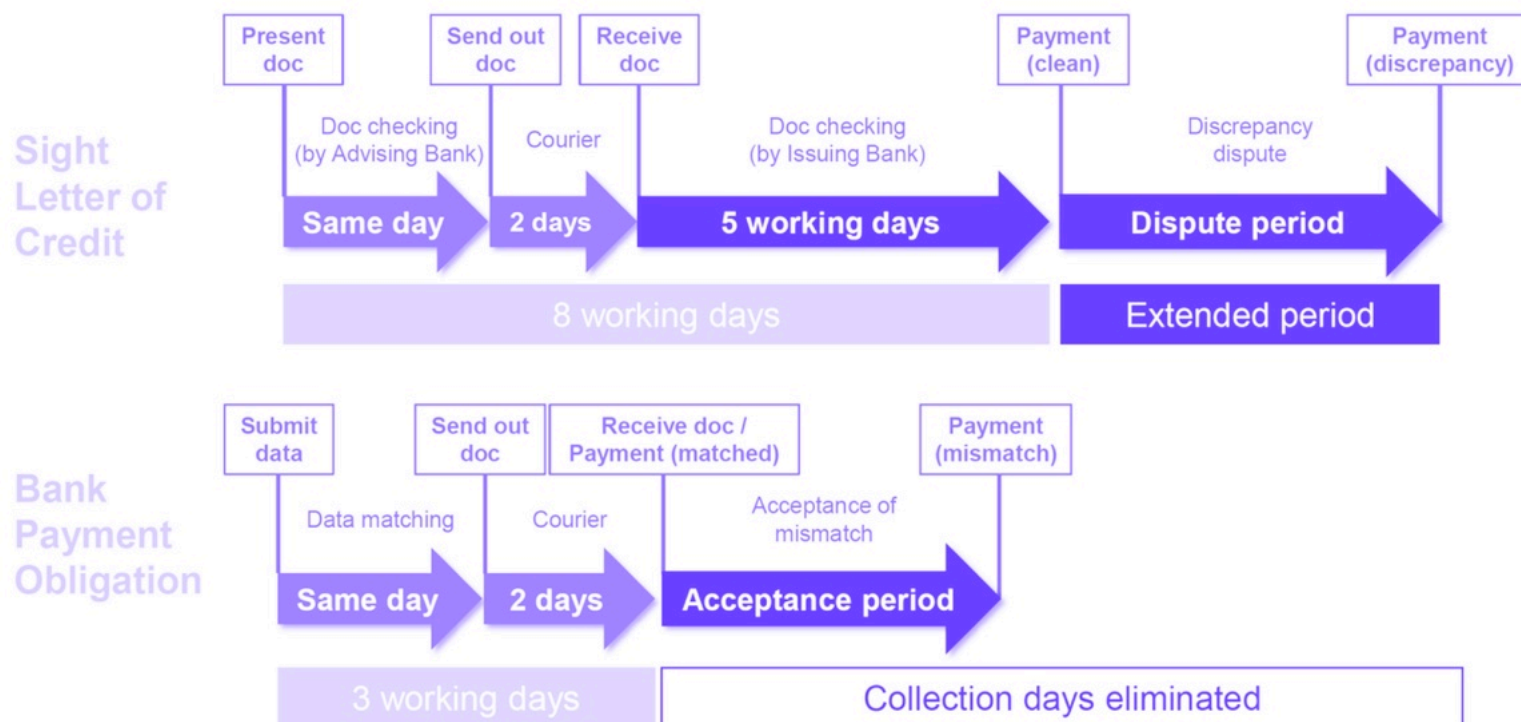 Present
doc
Send out
doc
Receive
doc
Payment
(clean)
Payment
(discrepancy)
Sight
Letter of
Credit
Doc checking
(by Advising Bank)
Courier
Doc checking
(by Issuing Bank)
Discrepancy
dispute
Same day
2 days
5 working days
Dispute period
8 working days
Extended period
Submit
data
Send out
doc
Receive doc /
Payment (matched)
Payment
(mismatch)
Bank
Payment
Obligation
Data matching
Courier
Acceptance of
mismatch
Same day
2 days
Acceptance period
3 working days
Collection days eliminated